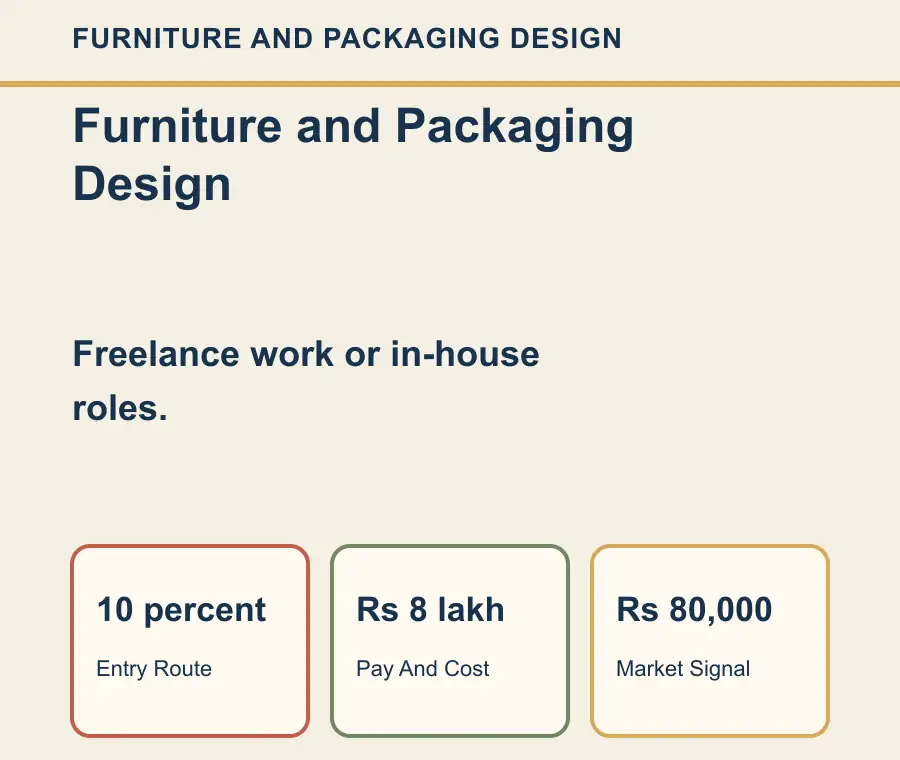 FURNITURE AND PACKAGING DESIGN
Furniture and Packaging
Design
Freelance work or in-house
roles.
10 percent
Entry Route
Rs 8 lakh
Pay And Cost
Rs 80,000
Market Signal